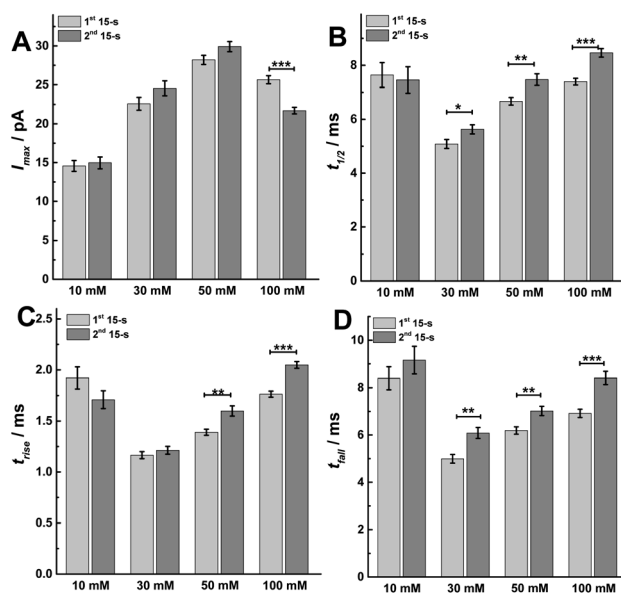 A
1st 15-s
2nd 15-s
***
30
25
20
15
10
5
0
Imax / pA
10 mM 30 mM 50 mM 100 mM
B
1st 15-s
2nd 15-s
* ** ***
10
8
6
4
2
0
t1/2 / ms
10 mM 30 mM 50 mM 100 mM
C
1st 15-s
2nd 15-s
** ***
2.5
2.0
1.5
1.0
0.5
0.0
trise / ms
10 mM 30 mM 50 mM 100 mM
D
1st 15-s
2nd 15-s
** ** ***
10
8
6
4
2
0
tfall / ms
10 mM 30 mM 50 mM 100 mM